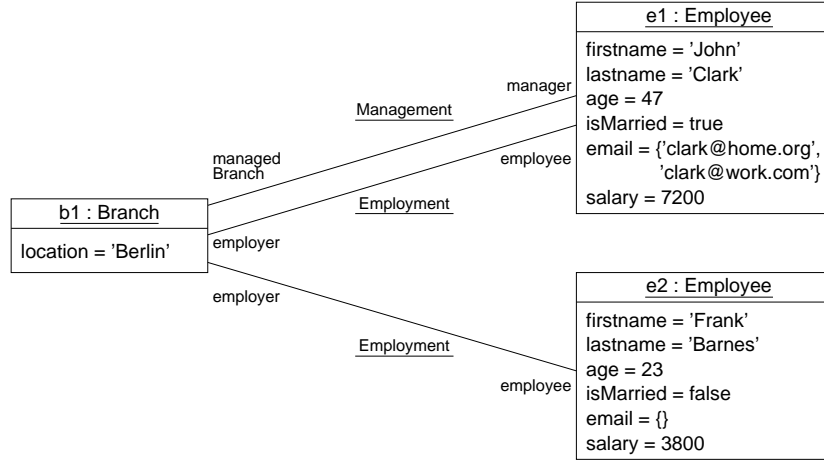 e1 : Employee
firstname = ’John’
lastname = ’Clark’
age = 47
isMarried = true
email = {’clark@home.org’,
’clark@work.com’}
salary = 7200
manager
Management
managed
Branch
employee
Employment
b1 : Branch
location = ’Berlin’
employer
employer
Employment
employee
e2 : Employee
firstname = ’Frank’
lastname = ’Barnes’
age = 23
isMarried = false
email = {}
salary = 3800